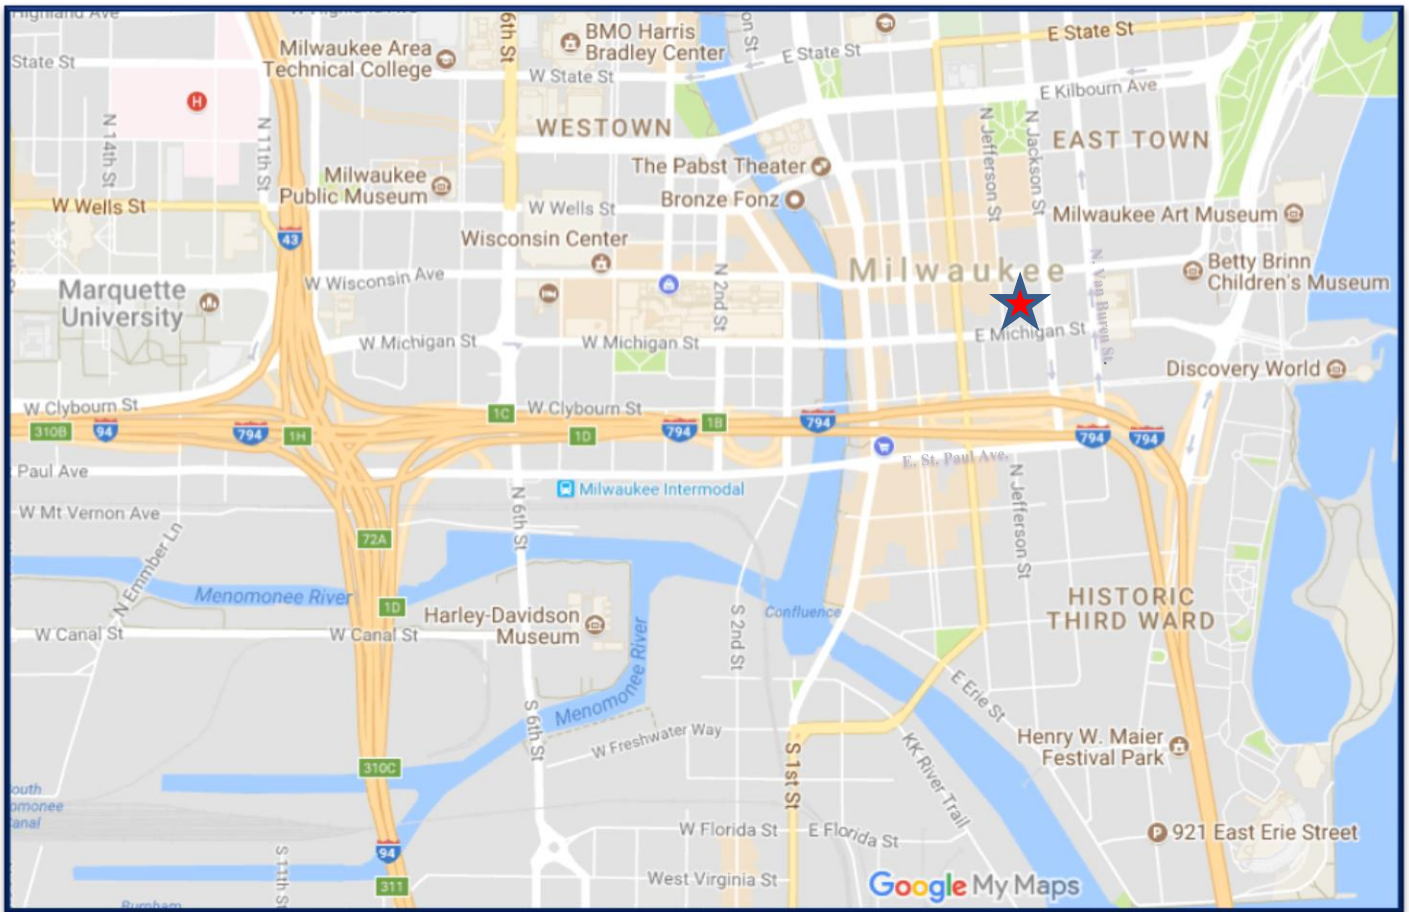 Highland Ave
W Highland Ave
6th St
BMO Harris
Bradley Center
E State St
E State St
Milwaukee Area
Technical College
State St
W State St
H
E Kilbourn Ave
N 14th St
N 11th St
WESTOWN
N Jefferson St
N Jackson St
EAST TOWN
The Pabst Theater
Milwaukee
Public Museum
Bronze Fonz
W Wells St
W Wells St
Milwaukee Art Museum
43
Wisconsin Center
Milwaukee
N. Van Buren St.
Betty Brinn
Children's Museum
W Wisconsin Ave
N 2nd St
Marquette
University
E Michigan St
W Michigan St
W Michigan St
Discovery World
W Clybourn St
1C
W Clybourn St
310B
94
794
1H
1D
794
1B
794
794
794
E. St. Paul Ave.
Paul Ave
N Jefferson St
Milwaukee Intermodal
N 6th St
W Mt Vernon Ave
72A
N Emmber Ln
Menomonee River
1D
Harley-Davidson
Museum
Menomonee River
S 2nd St
Confluence
HISTORIC
THIRD WARD
W Canal St
W Canal St
E Erie St
S 6th St
W Freshwater Way
Henry W. Maier
Festival Park
KK River Trail
S 1st St
310C
outh
omonee
anal
W Florida St
E Florida St
P 921 East Erie Street
94
S 11th St
311
West Virginia St
Google My Maps
Burnham